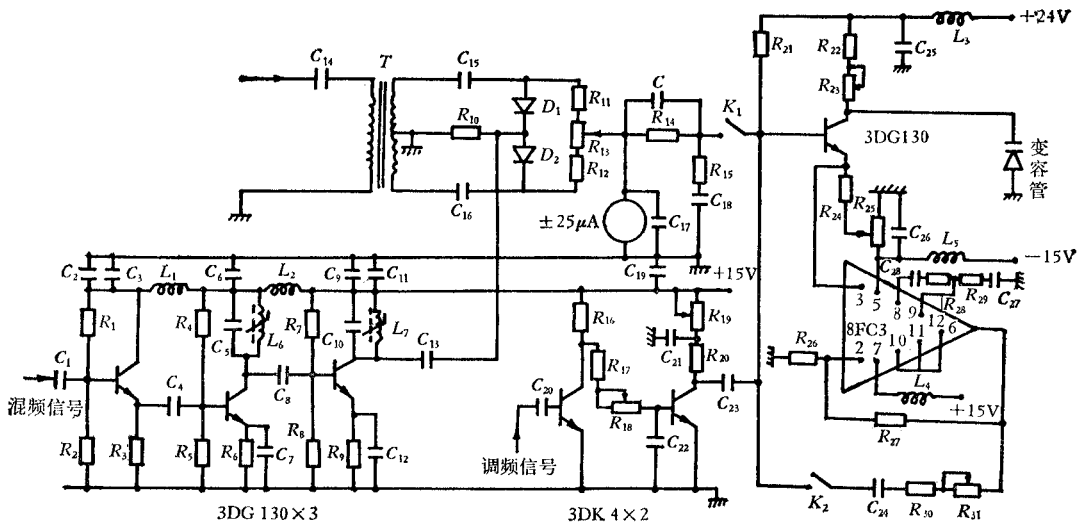 +24V
L₃
C₂₅
R₂₁
R₂₂
R₂₃
C₁₄
T
C₁₅
R₁₀
D₁
D₂
R₁₁
R₁₃
R₁₂
C₁₆
C
R₁₄
K₁
R₁₅
C₁₈
±25μA
C₁₇
C₁₉
3DG130
变容管
R₂₄
R₂₅
C₂₆
L₅
−15V
C₂₈
R₂₈
R₂₉
C₂₇
3
5
8
9
12
6
8FC3
11
10
2
7
R₂₆
L₄
+15V
R₂₇
C₂
C₃
L₁
C₆
L₂
C₉
C₁₁
+15V
R₁
R₄
C₅
L₆
R₇
C₁₀
L₇
C₁₃
R₁₆
R₁₉
C₁
混频信号
C₄
C₈
R₁₇
C₂₁
R₂₀
C₂₀
R₁₈
C₂₃
R₂
R₃
R₅
R₆
C₇
R₈
R₉
C₁₂
调频信号
C₂₂
K₂
C₂₄
R₃₀
R₃₁
3DG 130×3
3DK 4×2